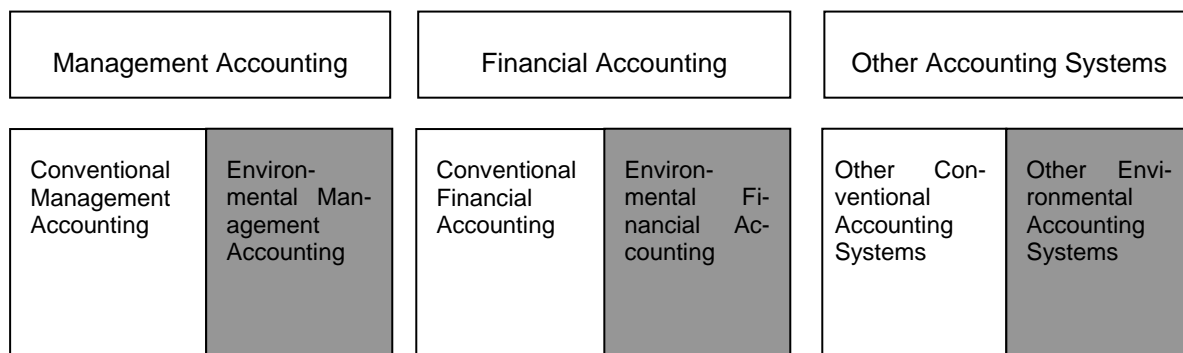 Management Accounting
Financial Accounting
Other Accounting Systems
Conventional
Management
Accounting
Environ-
mental Man-
agement
Accounting
Conventional
Financial
Accounting
Environ-
mental Fi-
nancial Ac-
counting
Other Con-
ventional
Accounting
Systems
Other Envi-
ronmental
Accounting
Systems